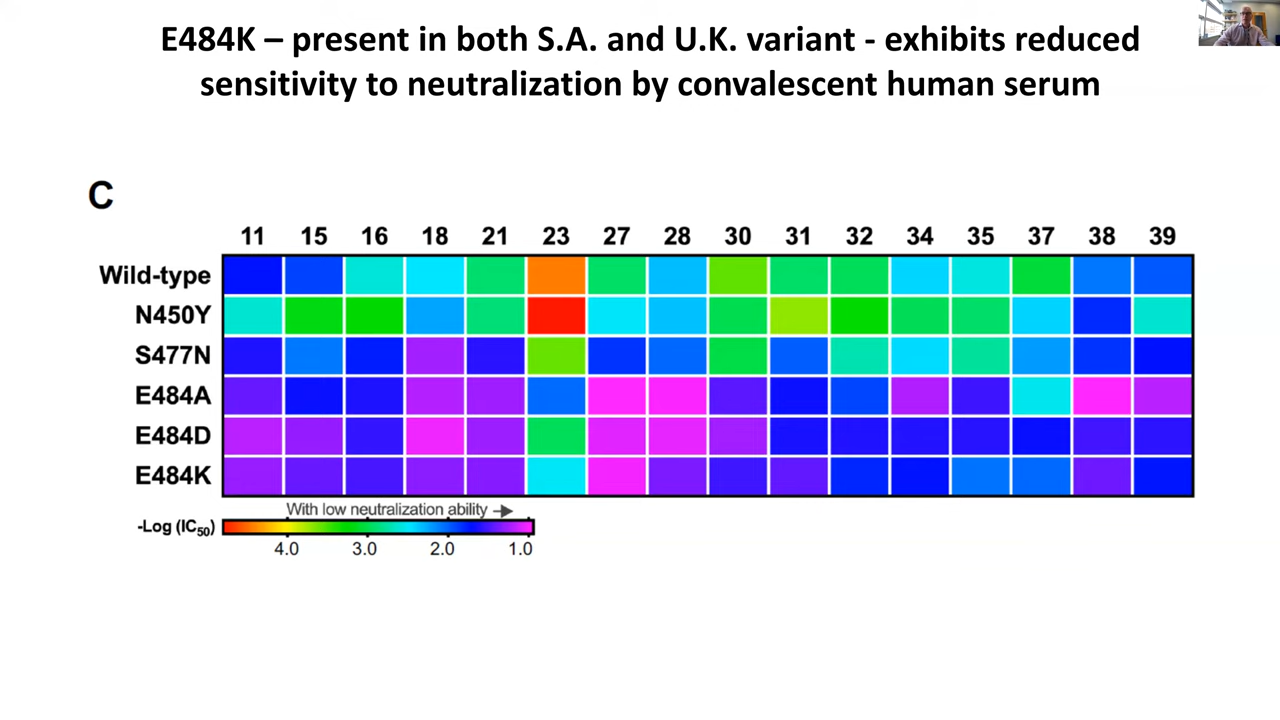 E484K – present in both S.A. and U.K. variant - exhibits reduced
sensitivity to neutralization by convalescent human serum
C
11 15 16 18 21 23 27 28 30 31 32 34 35 37 38 39
Wild-type
N450Y
S477N
E484A
E484D
E484K
With low neutralization ability →
-Log (IC50)
4.0 3.0 2.0 1.0